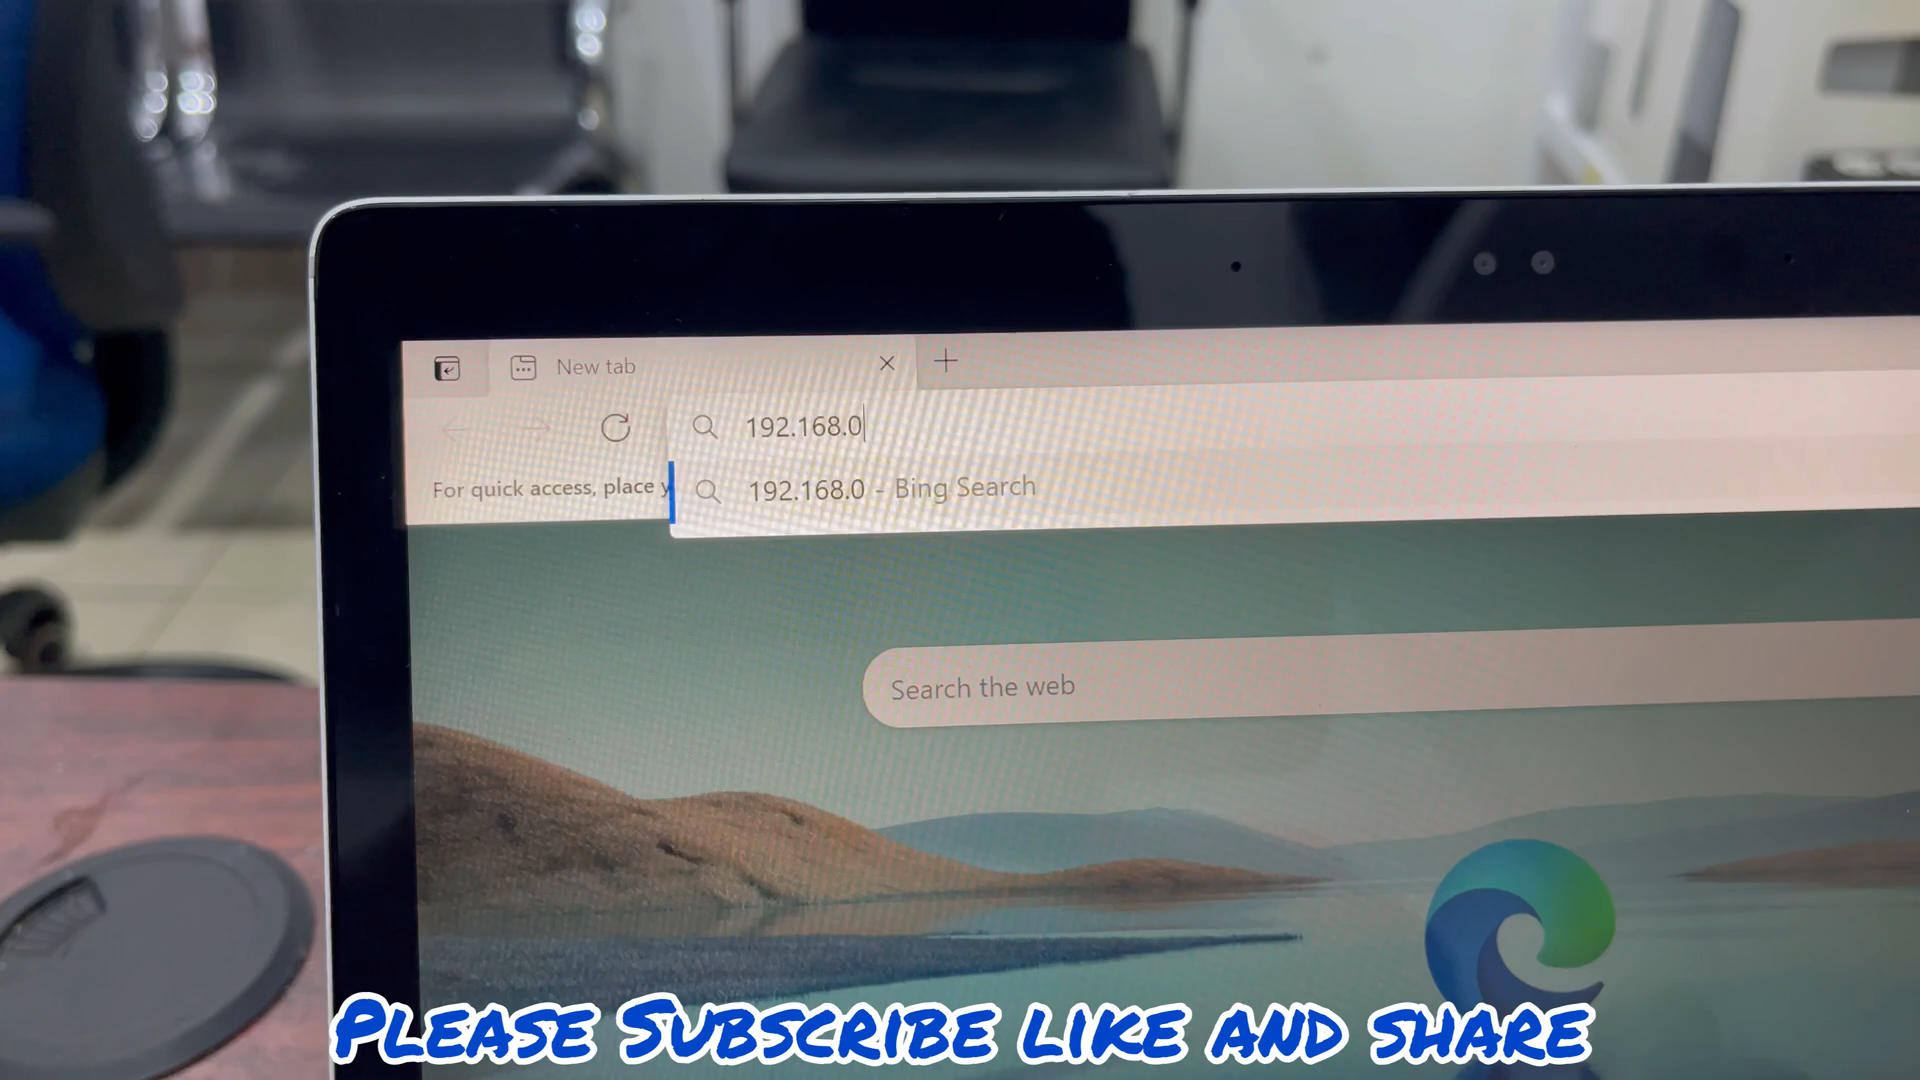 New tab
192.168.0
For quick access, place y
192.168.0 - Bing Search
Search the web
PLEASE SUBSCRIBE LIKE AND SHARE